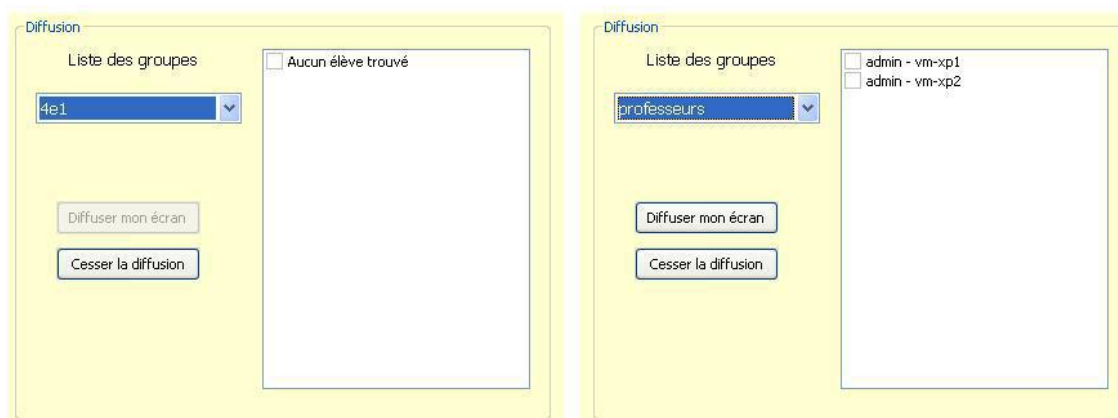 Diffusion
Liste des groupes
4e1
Aucun élève trouvé
Diffuser mon écran
Cesser la diffusion
Diffusion
Liste des groupes
professeurs
admin - vm-xp1
admin - vm-xp2
Diffuser mon écran
Cesser la diffusion